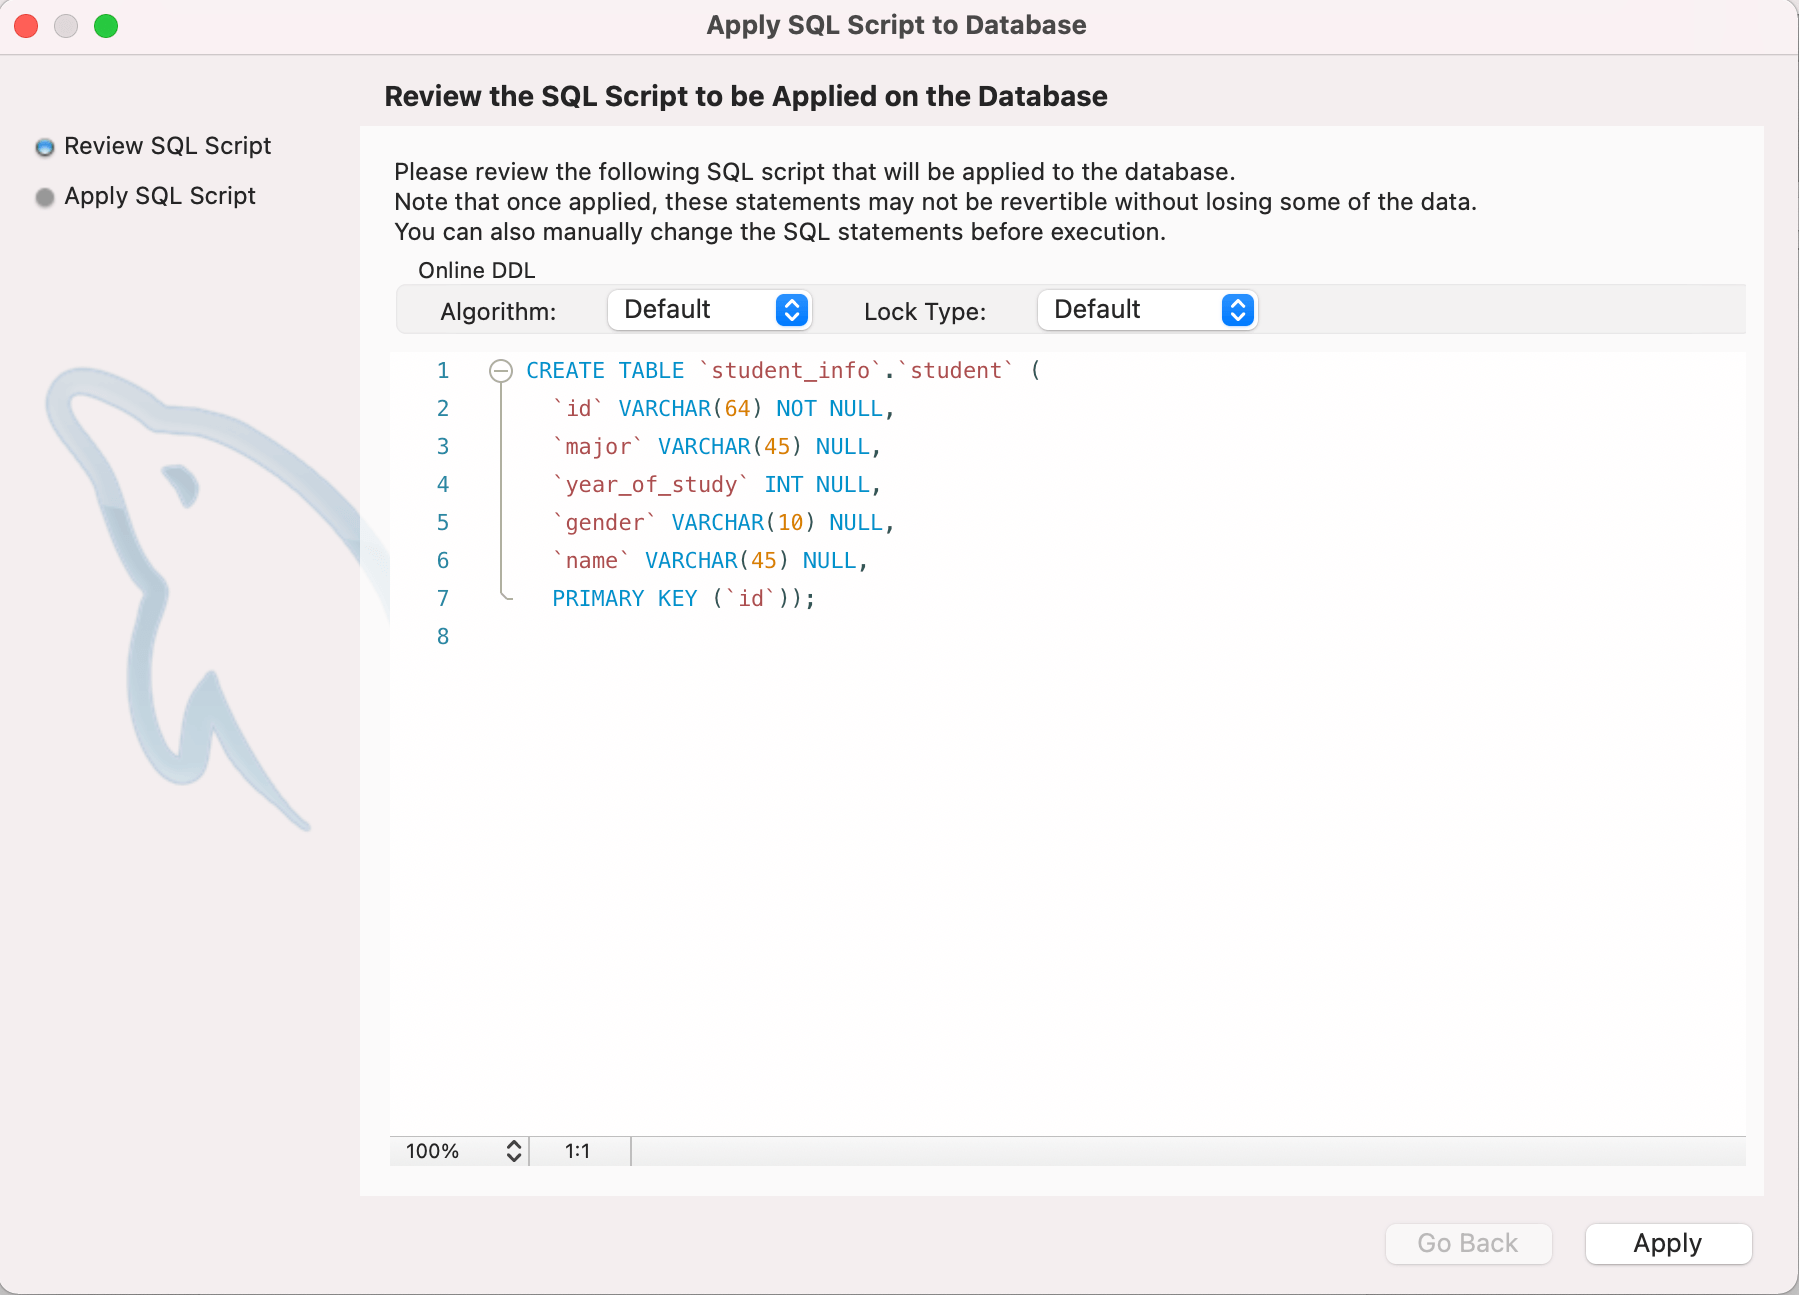 Apply SQL Script to Database
Review the SQL Script to be Applied on the Database
Review SQL Script
Apply SQL Script
Please review the following SQL script that will be applied to the database.
Note that once applied, these statements may not be revertible without losing some of the data.
You can also manually change the SQL statements before execution.
Online DDL
Algorithm: Default Lock Type: Default
1 CREATE TABLE `student_info`.`student` (
2 `id` VARCHAR(64) NOT NULL,
3 `major` VARCHAR(45) NULL,
4 `year_of_study` INT NULL,
5 `gender` VARCHAR(10) NULL,
6 `name` VARCHAR(45) NULL,
7 PRIMARY KEY (`id`));
8
100% 1:1
Go Back Apply